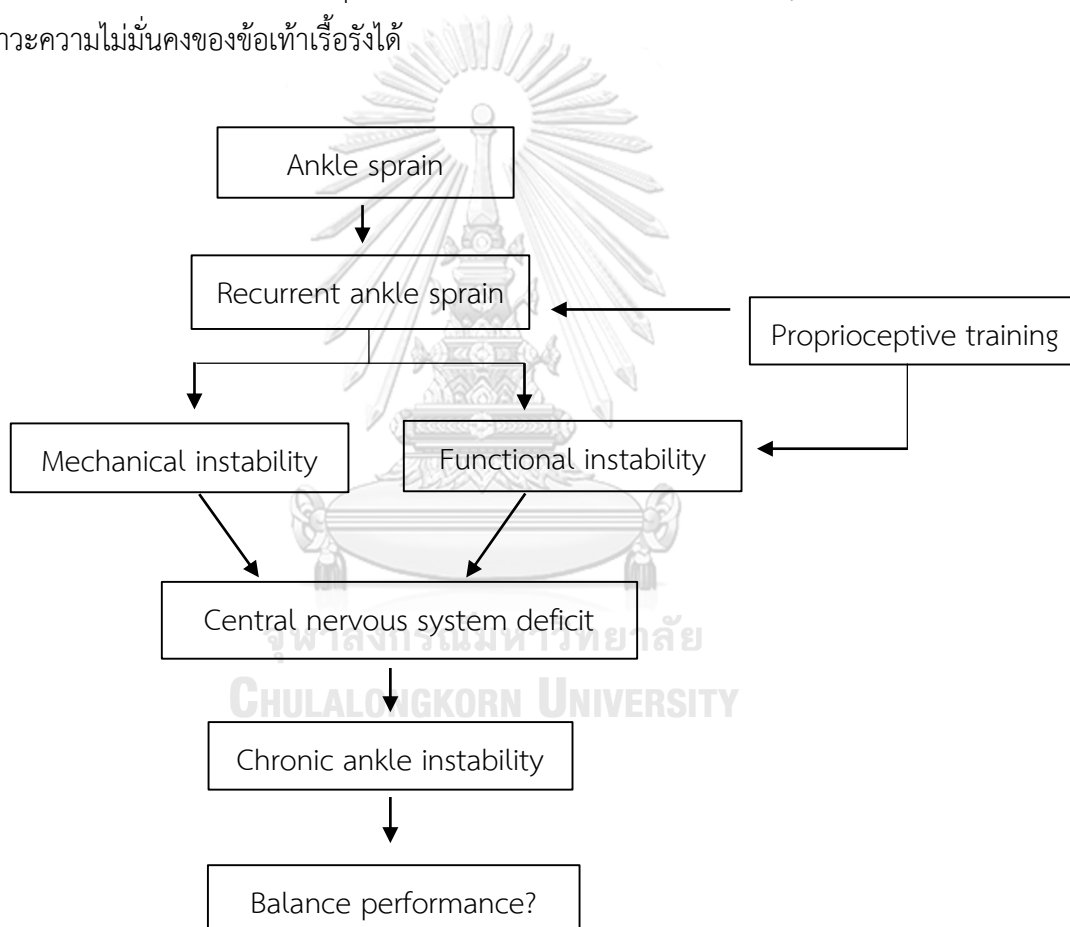 าวะความไม่มั่นคงของข้อเท้าเรื้อรังได้
Ankle sprain
Recurrent ankle sprain
Proprioceptive training
Mechanical instability
Functional instability
Central nervous system deficit
จุฬาลงกรณ์มหาวิทยาลัย
CHULALONGKORN UNIVERSITY
Chronic ankle instability
Balance performance?